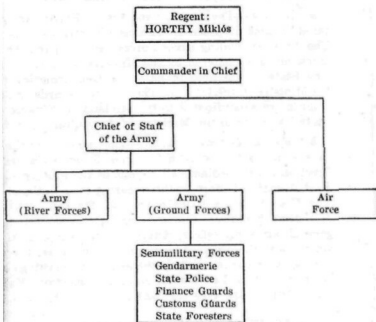 Regent:
HORTHY Miklós
Commander in Chief
Chief of Staff
of the Army
Army
(River Forces)
Army
(Ground Forces)
Air
Force
Semimilitary Forces
Gendarmerie
State Police
Finance Guards
Customs Guards
State Foresters